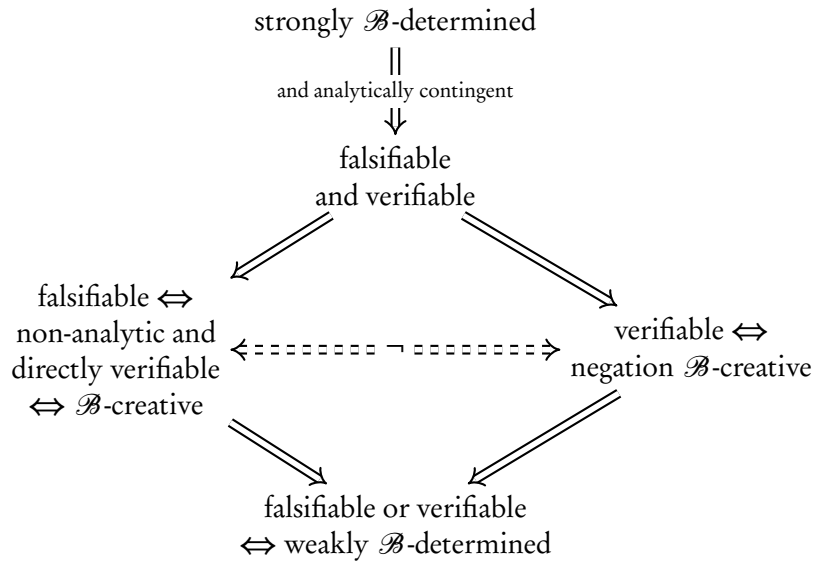 strongly ℬ-determined
and analytically contingent
falsifiable
and verifiable
falsifiable ⇔
non-analytic and
directly verifiable
⇔ ℬ-creative
¬
verifiable ⇔
negation ℬ-creative
falsifiable or verifiable
⇔ weakly ℬ-determined